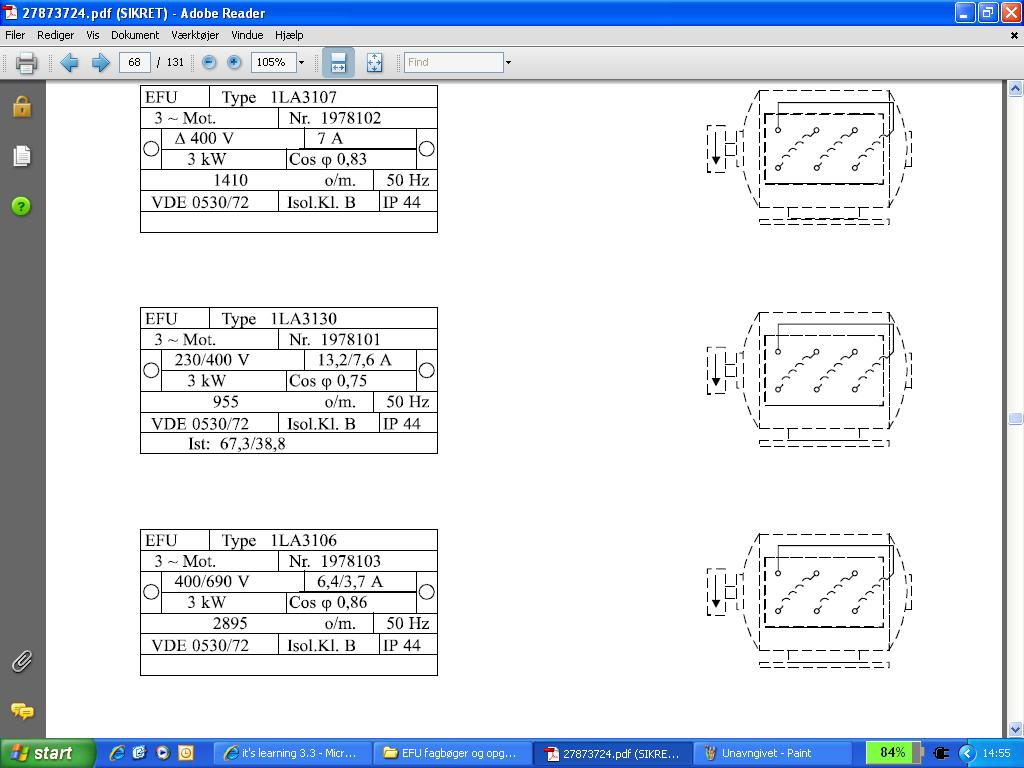 27873724.pdf (SIKRET) - Adobe Reader
Filer Rediger Vis Dokument Værktøjer Vindue Hjælp
68 / 131 105% Find
EFU Type 1LA3107
3 ~ Mot. Nr. 1978102
Δ 400 V 7 A
3 kW Cos φ 0,83
1410 o/m. 50 Hz
VDE 0530/72 Isol.Kl. B IP 44
EFU Type 1LA3130
3 ~ Mot. Nr. 1978101
230/400 V 13,2/7,6 A
3 kW Cos φ 0,75
955 o/m. 50 Hz
VDE 0530/72 Isol.Kl. B IP 44
Ist: 67,3/38,8
EFU Type 1LA3106
3 ~ Mot. Nr. 1978103
400/690 V 6,4/3,7 A
3 kW Cos φ 0,86
2895 o/m. 50 Hz
VDE 0530/72 Isol.Kl. B IP 44
start it's learning 3.3 - Micr... EFU fagbøger og opg... 27873724.pdf (SIKRE... Unavngivet - Paint 84% 14:55